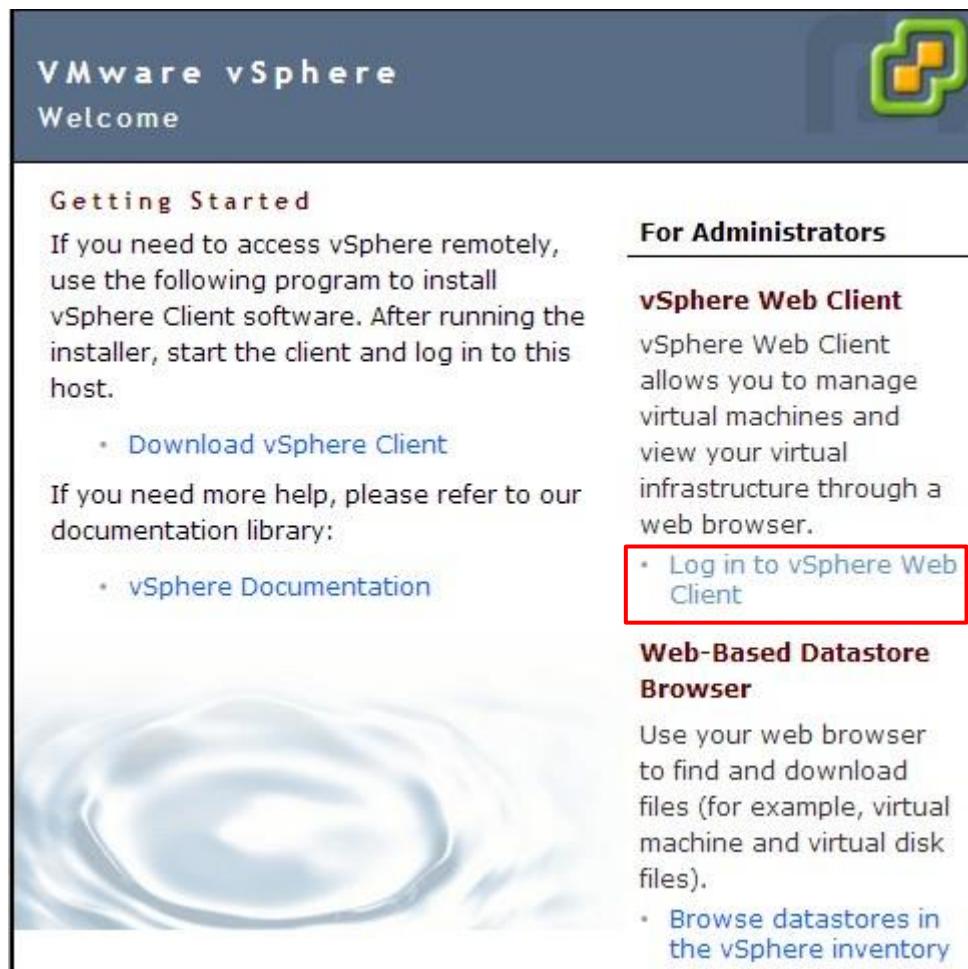 VMware vSphere
Welcome
Getting Started
If you need to access vSphere remotely,
use the following program to install
vSphere Client software. After running the
installer, start the client and log in to this
host.
• Download vSphere Client
If you need more help, please refer to our
documentation library:
• vSphere Documentation
For Administrators
vSphere Web Client
vSphere Web Client
allows you to manage
virtual machines and
view your virtual
infrastructure through a
web browser.
• Log in to vSphere Web
Client
Web-Based Datastore
Browser
Use your web browser
to find and download
files (for example, virtual
machine and virtual disk
files).
• Browse datastores in
the vSphere inventory